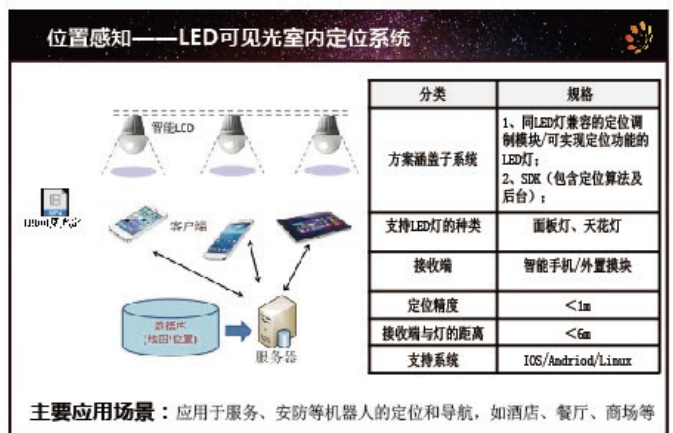 位置感知——LED可见光室内定位系统
智能LED
客户端
MP4
数据库
(地图/位置)
服务器
分类
规格
方案涵盖子系统
1、同LED灯兼容的定位调
制模块/可实现定位功能的
LED灯;
2、SDK(包含定位算法及
后台);
支持LED灯的种类
面板灯、天花灯
接收端
智能手机/外置摸块
定位精度
<1m
接收端与灯的距离
<6m
支持系统
IOS/Andriod/Linux
主要应用场景:应用于服务、安防等机器人的定位和导航,如酒店、餐厅、商场等